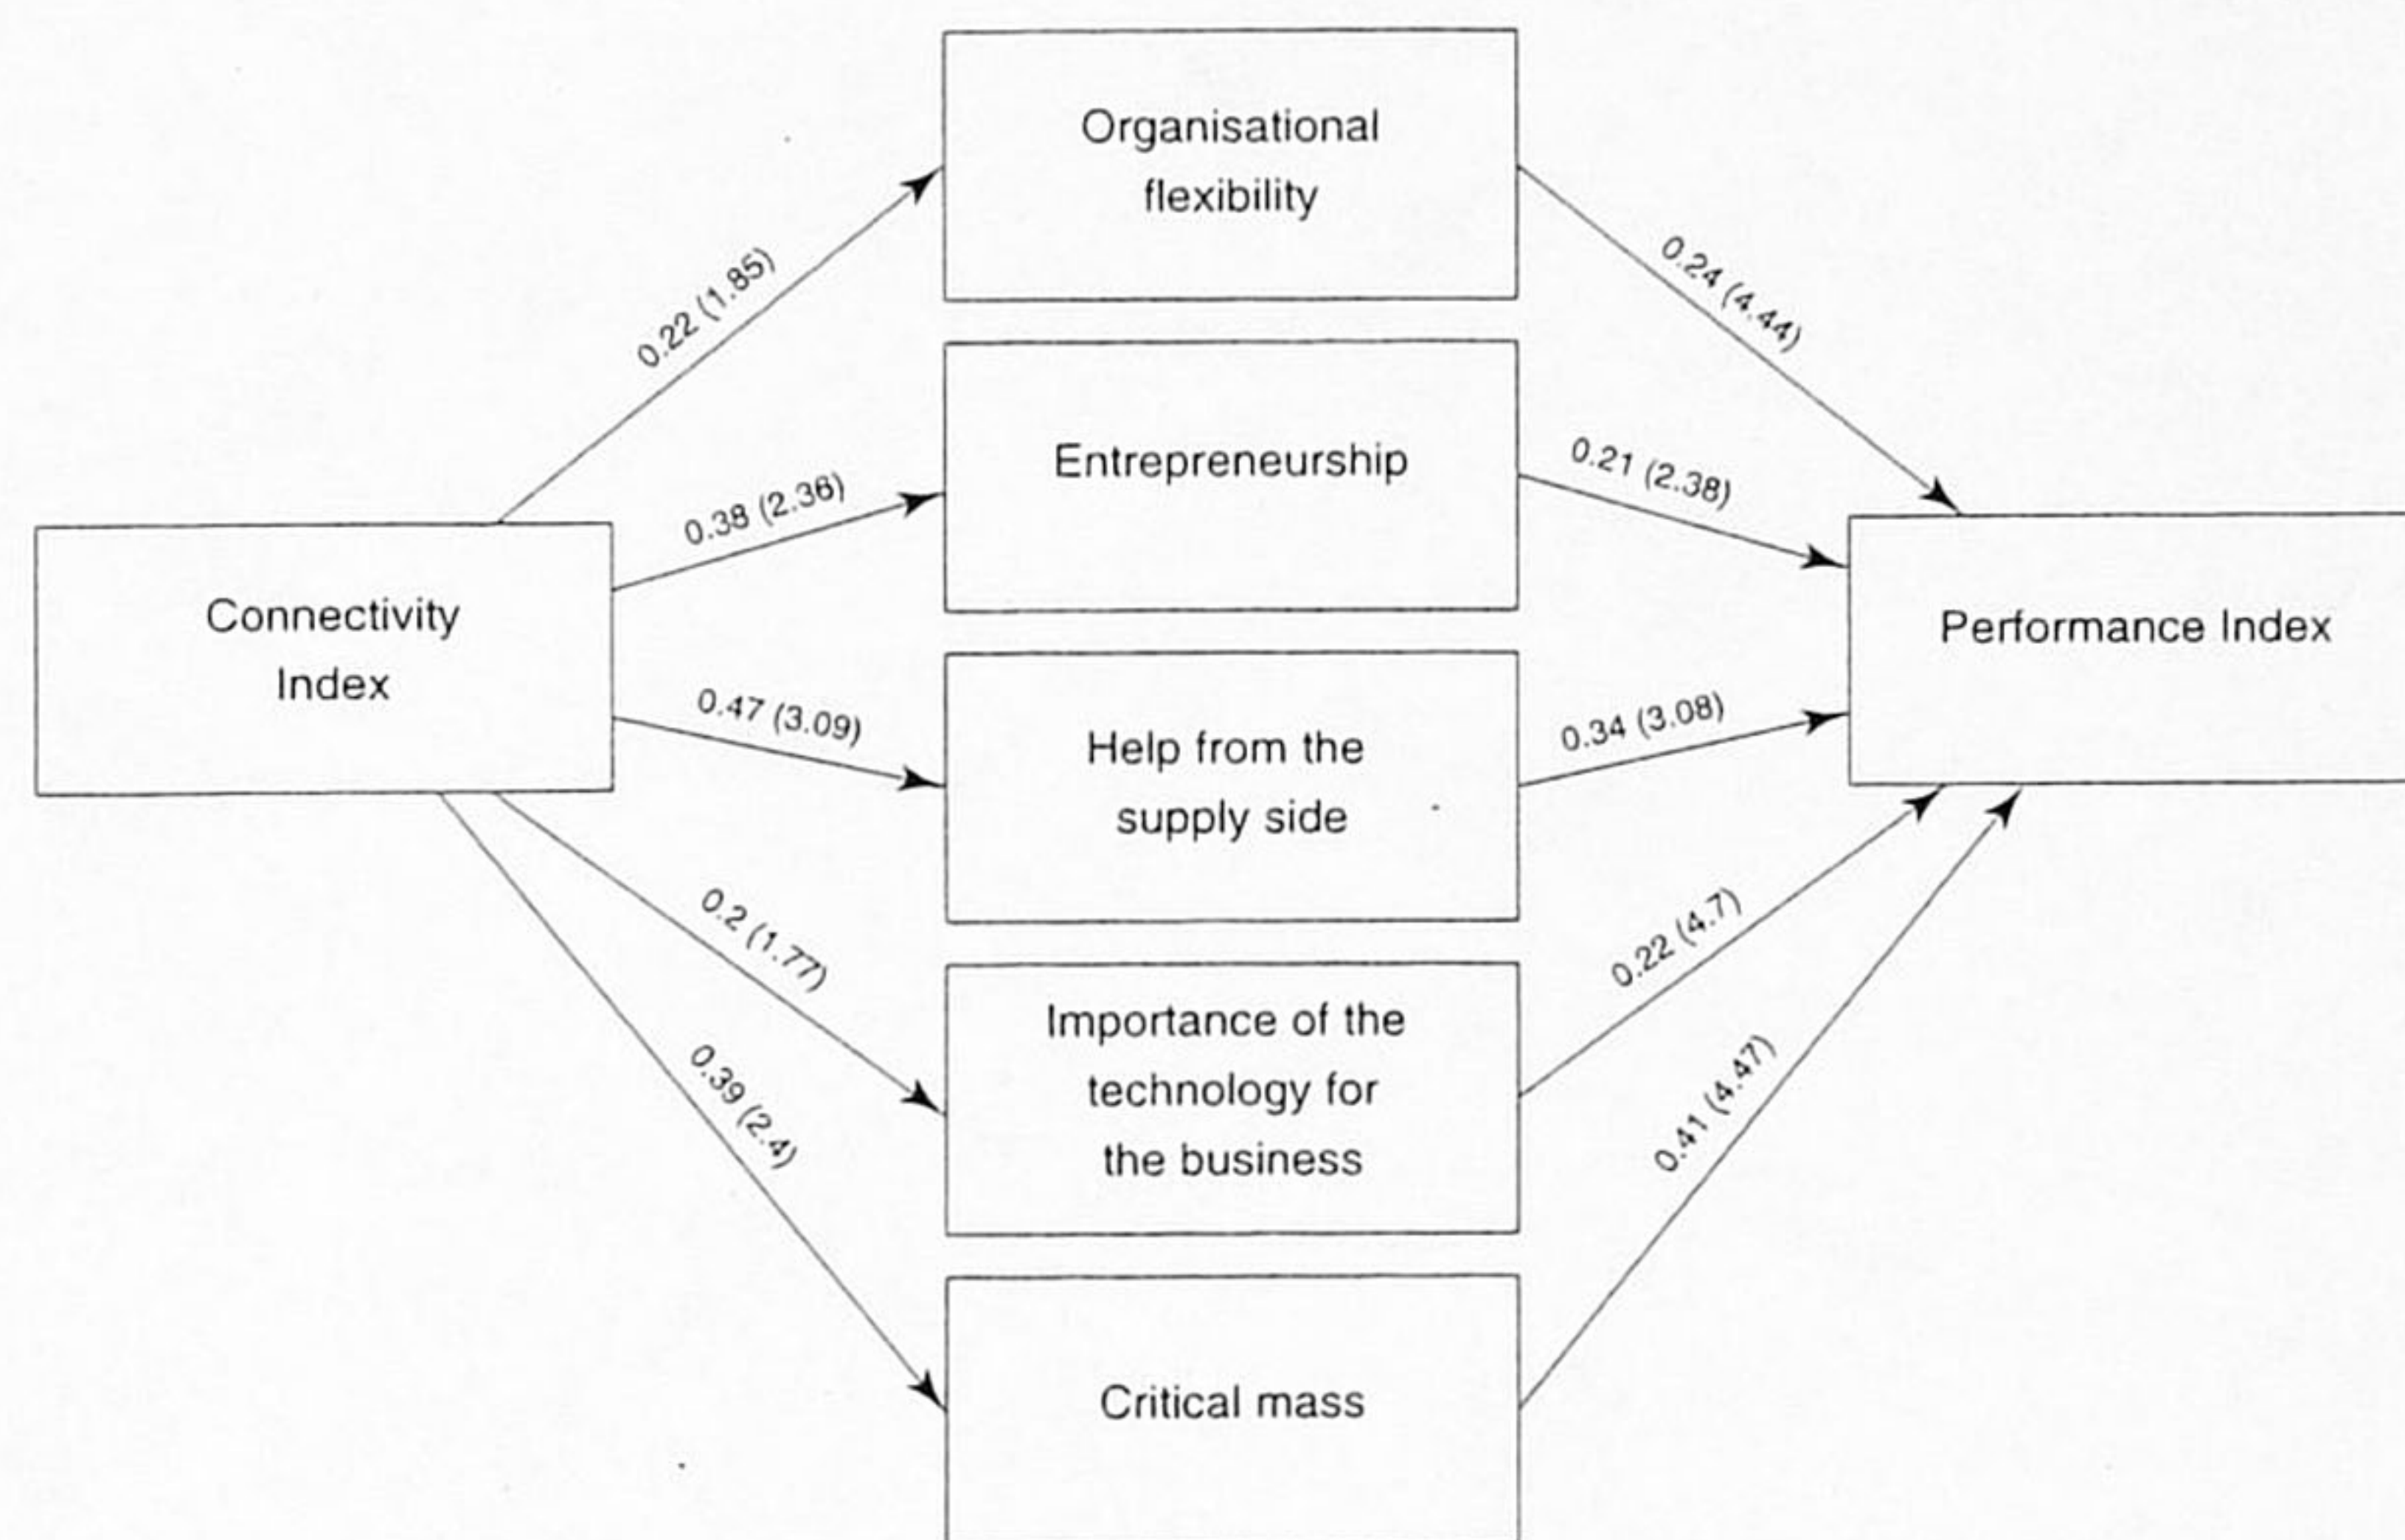 Organisational
flexibility
0.22 (1.85)
0.24 (4.44)
Entrepreneurship
0.38 (2.36)
0.21 (2.38)
Connectivity
Index
Performance Index
0.47 (3.09)
0.34 (3.08)
Help from the
supply side
0.2 (1.77)
0.22 (4.7)
Importance of the
technology for
the business
0.39 (2.4)
0.41 (4.47)
Critical mass